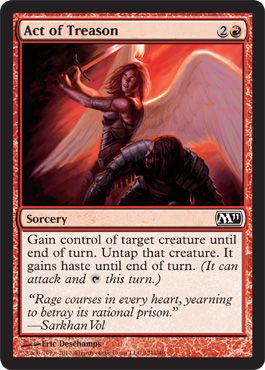 Act of Treason 2
Sorcery M11
Gain control of target creature until
end of turn. Untap that creature. It
gains haste until end of turn. (It can
attack and this turn.)
“Rage courses in every heart, yearning
to betray its rational prison.”
—Sarkhan Vol
Eric Deschamps